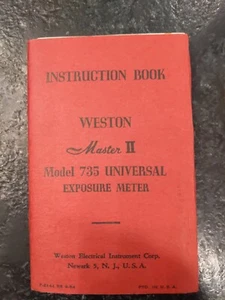 INSTRUCTION BOOK
WESTON
Master II
Model 735 UNIVERSAL
EXPOSURE METER
Weston Electrical Instrument Corp.
Newark 5, N. J., U. S. A.